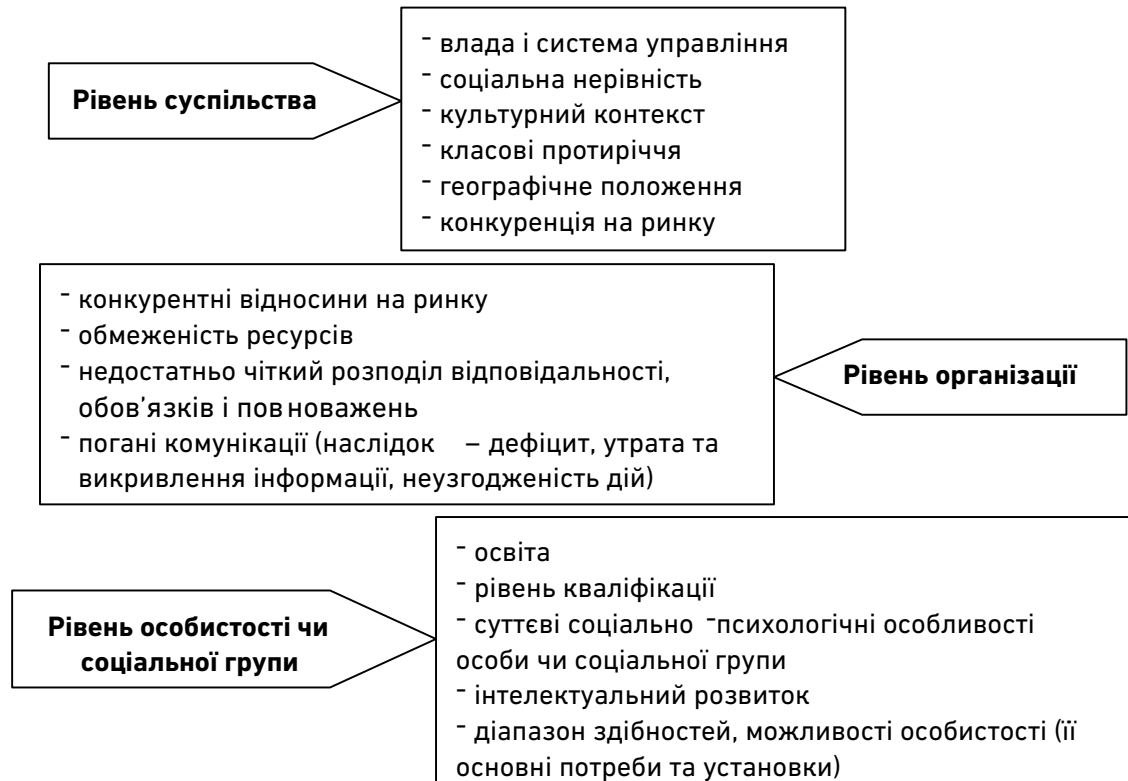 Рівень суспільства
- влада і система управління
- соціальна нерівність
- культурний контекст
- класові протиріччя
- географічне положення
- конкуренція на ринку
- конкурентні відносини на ринку
- обмеженість ресурсів
- недостатньо чіткий розподіл відповідальності,
обов’язків і повноважень
- погані комунікації (наслідок – дефіцит, утрата та
викривлення інформації, неузгодженість дій)
Рівень організації
Рівень особистості чи
соціальної групи
- освіта
- рівень кваліфікації
- суттєві соціально -психологічні особливості
особи чи соціальної групи
- інтелектуальний розвиток
- діапазон здібностей, можливості особистості (її
основні потреби та установки)